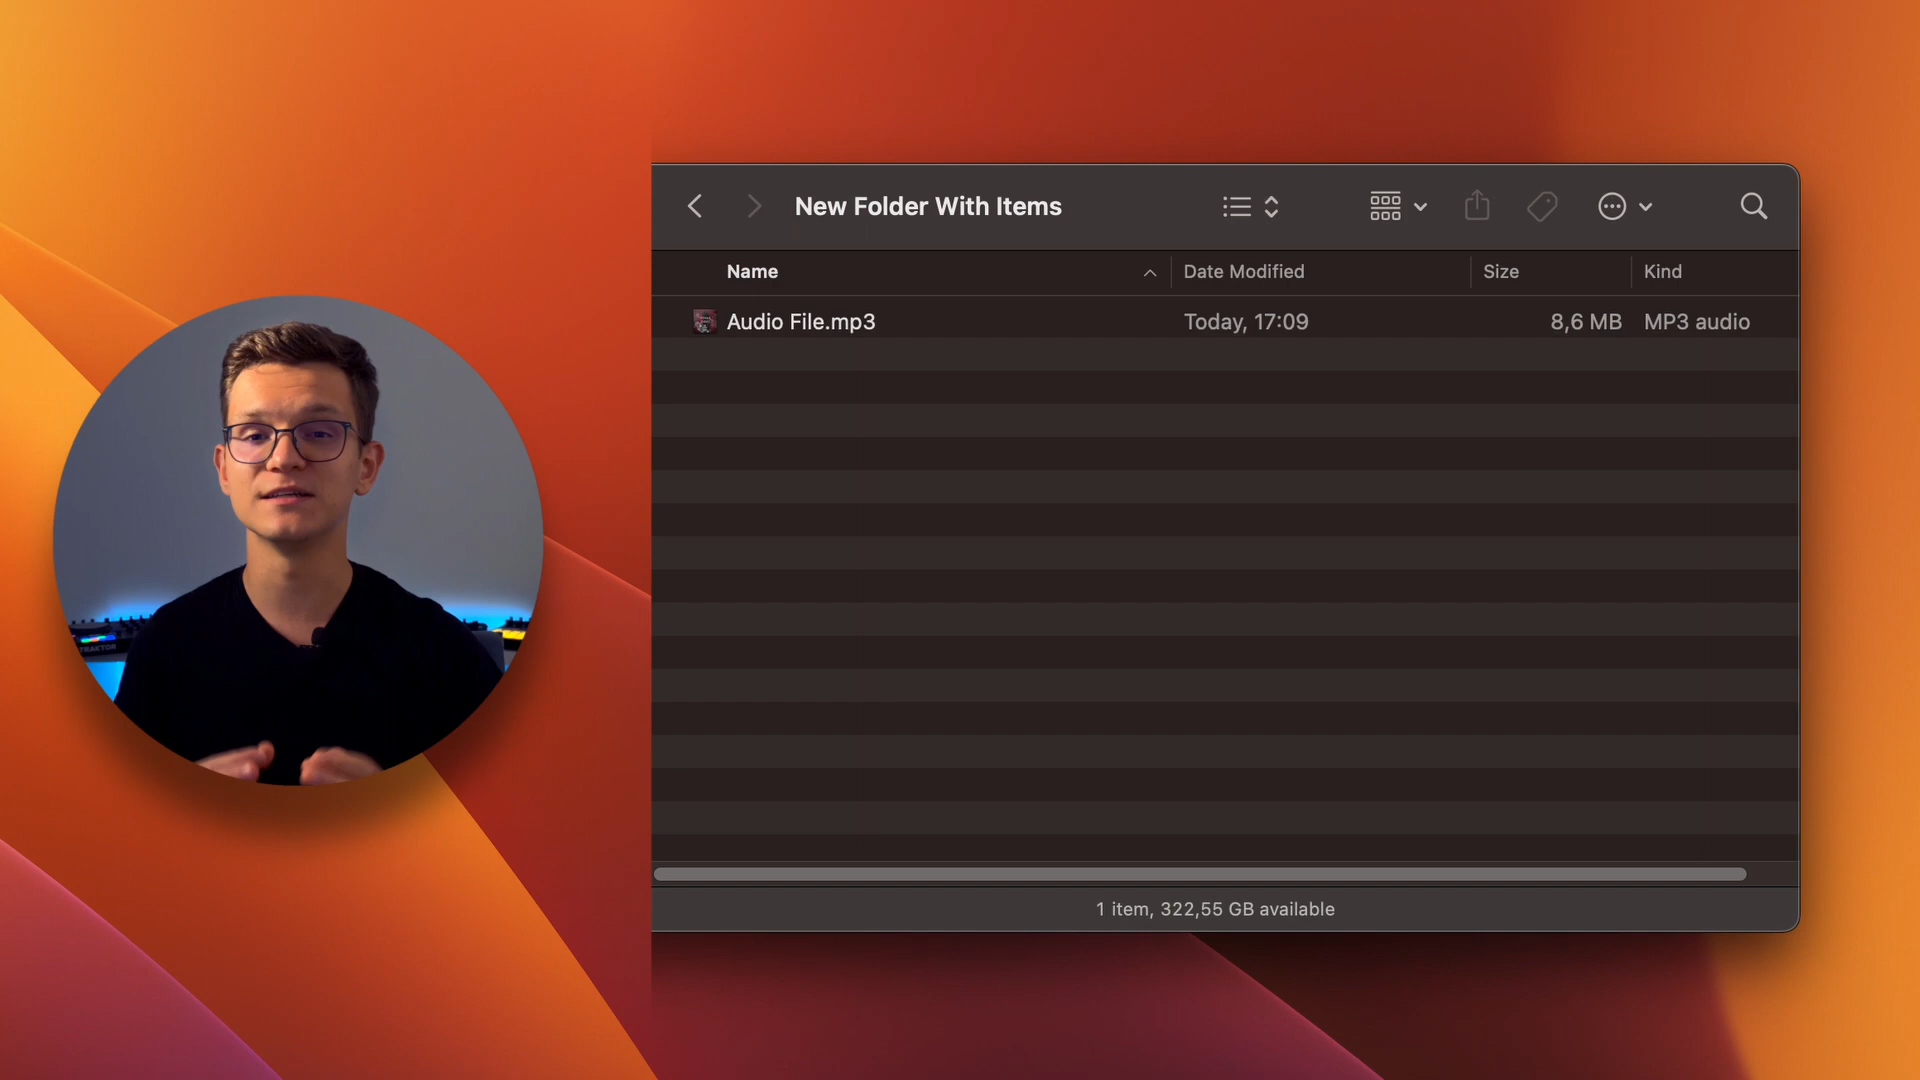 New Folder With Items
Name Date Modified Size Kind
Audio File.mp3 Today, 17:09 8,6 MB MP3 audio
TRAKTOR
1 item, 322,55 GB available